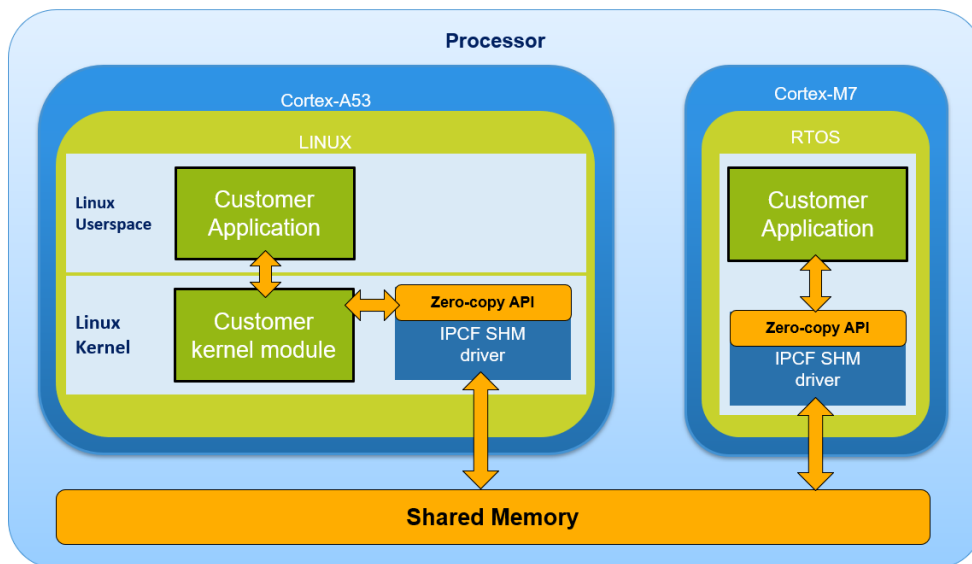 Processor
Cortex-A53
LINUX
Linux
Userspace
Customer
Application
Linux
Kernel
Customer
kernel module
Zero-copy API
IPCF SHM
driver
Cortex-M7
RTOS
Customer
Application
Zero-copy API
IPCF SHM
driver
Shared Memory